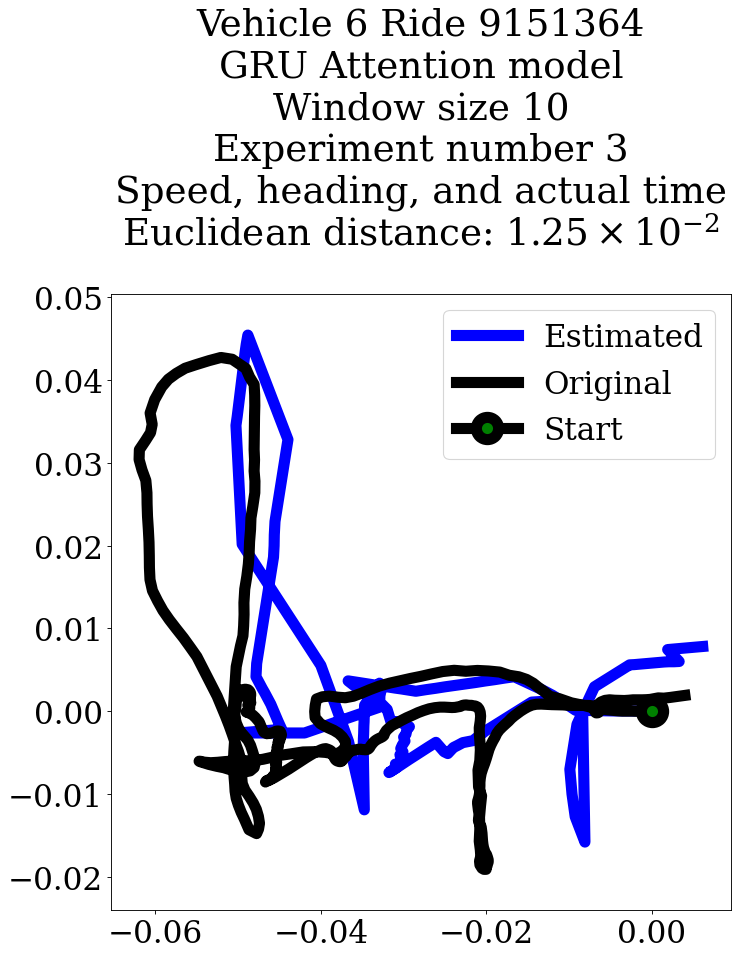 Vehicle 6 Ride 9151364
GRU Attention model
Window size 10
Experiment number 3
Speed, heading, and actual time
Euclidean distance: 1.25 × 10⁻²
0.05
0.04
0.03
0.02
0.01
0.00
−0.01
−0.02
Estimated
Original
Start
−0.06
−0.04
−0.02
0.00